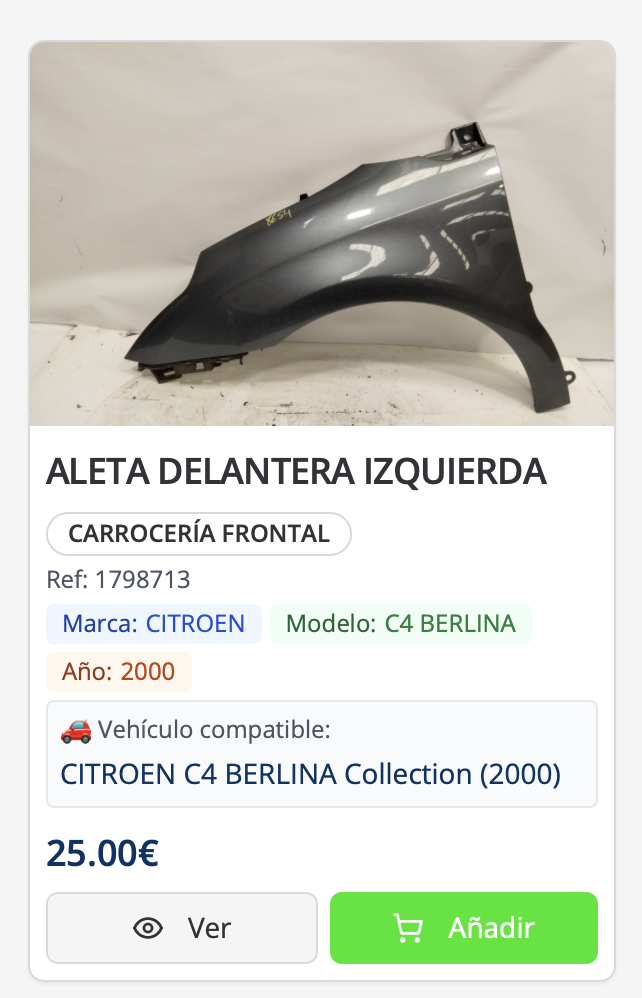 8654
ALETA DELANTERA IZQUIERDA
CARROCERÍA FRONTAL
Ref: 1798713
Marca: CITROEN Modelo: C4 BERLINA
Año: 2000
Vehículo compatible:
CITROEN C4 BERLINA Collection (2000)
25.00€
Ver Añadir